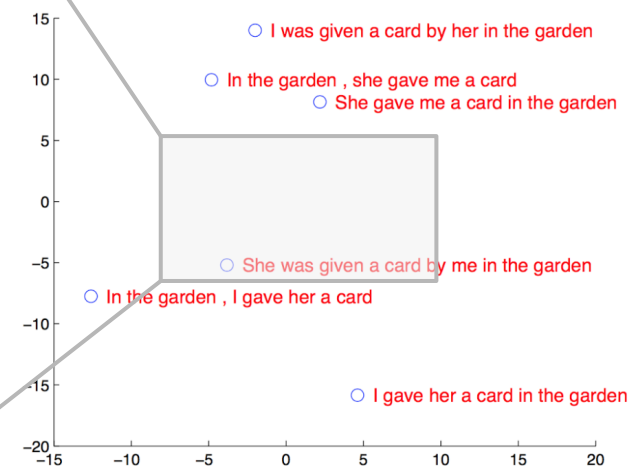 15
I was given a card by her in the garden
10
In the garden , she gave me a card
She gave me a card in the garden
5
0
−5
She was given a card by me in the garden
In the garden , I gave her a card
−10
−15
I gave her a card in the garden
−20
−15 −10 −5 0 5 10 15 20